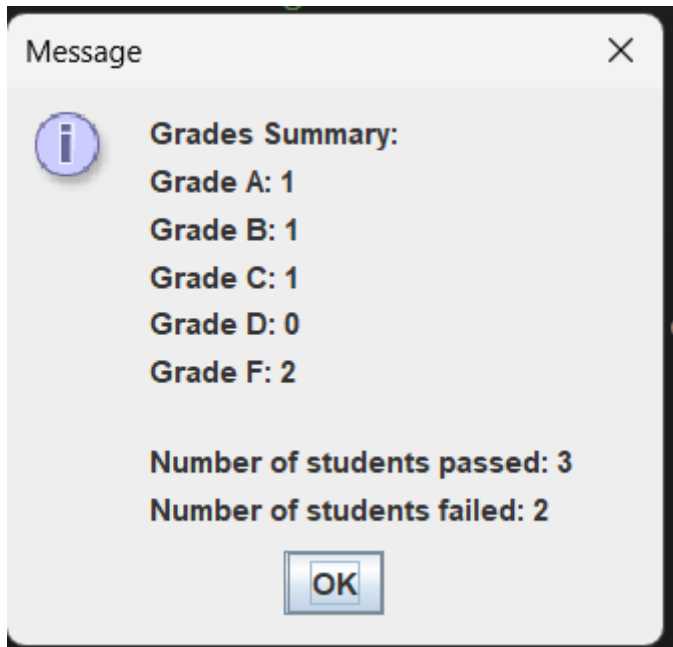 Message
Grades Summary:
Grade A: 1
Grade B: 1
Grade C: 1
Grade D: 0
Grade F: 2
Number of students passed: 3
Number of students failed: 2
OK